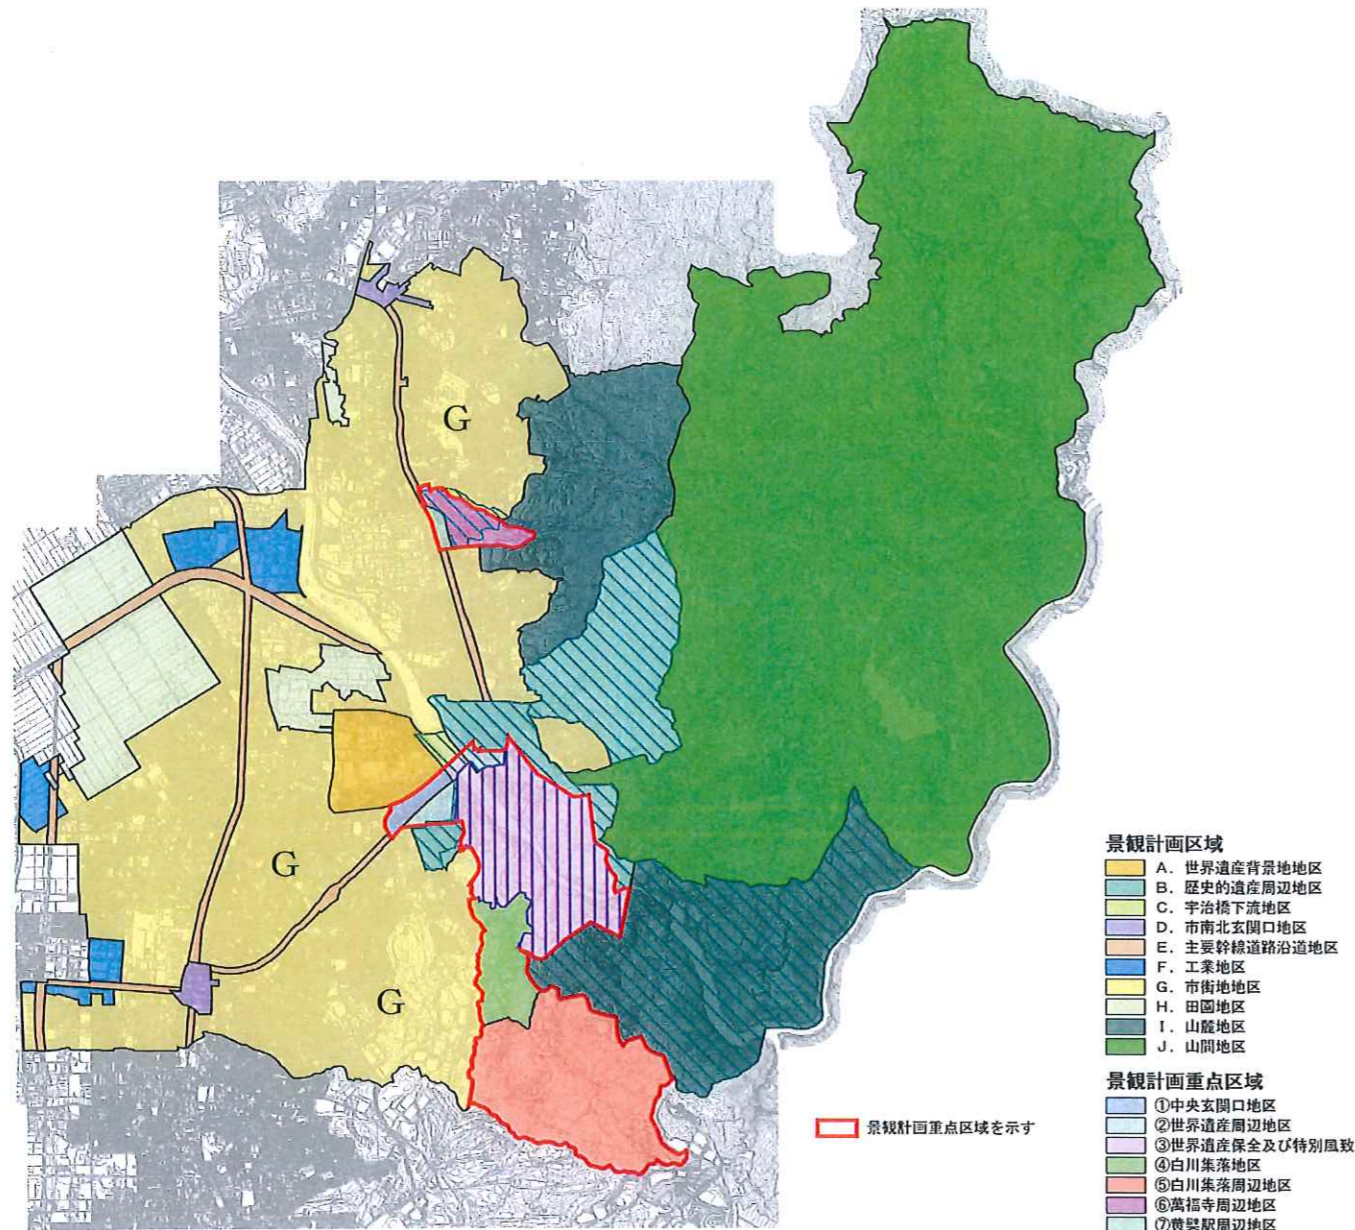 G
G
G
景観計画重点区域を示す
景観計画区域
A. 世界遺産背景地地区
B. 歴史的遺産周辺地区
C. 宇治橋下流地区
D. 市南北玄関口地区
E. 主要幹線道路沿道地区
F. 工業地区
G. 市街地地区
H. 田園地区
I. 山麓地区
J. 山間地区
景観計画重点区域
①中央玄関口地区
②世界遺産周辺地区
③世界遺産保全及び特別風致
④白川集落地区
⑤白川集落周辺地区
⑥萬福寺周辺地区
⑦黄檗駅周辺地区